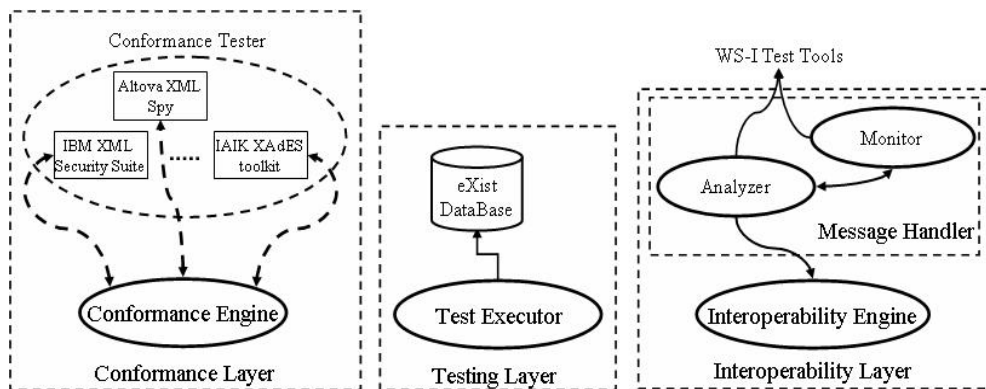 Conformance Tester
Altova XML
Spy
IBM XML
Security Suite
......
IAIK XAdES
toolkit
Conformance Engine
Conformance Layer
eXist
DataBase
Test Executor
Testing Layer
WS-I Test Tools
Monitor
Analyzer
Message Handler
Interoperability Engine
Interoperability Layer